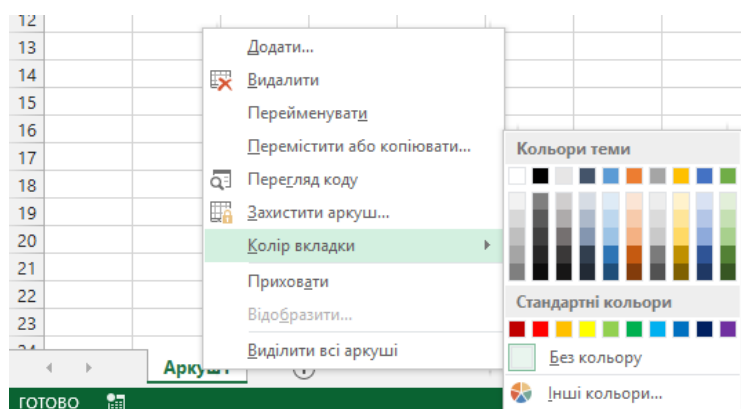 12
13
14
15
16
17
18
19
20
21
22
23
Додати...
Видалити
Перейменувати
Перемістити або копіювати...
Перегляд коду
Захистити аркуш...
Колір вкладки
Приховати
Відобразити...
Виділити всі аркуші
Кольори теми
Стандартні кольори
Без кольору
Інші кольори...
ГОТОВО